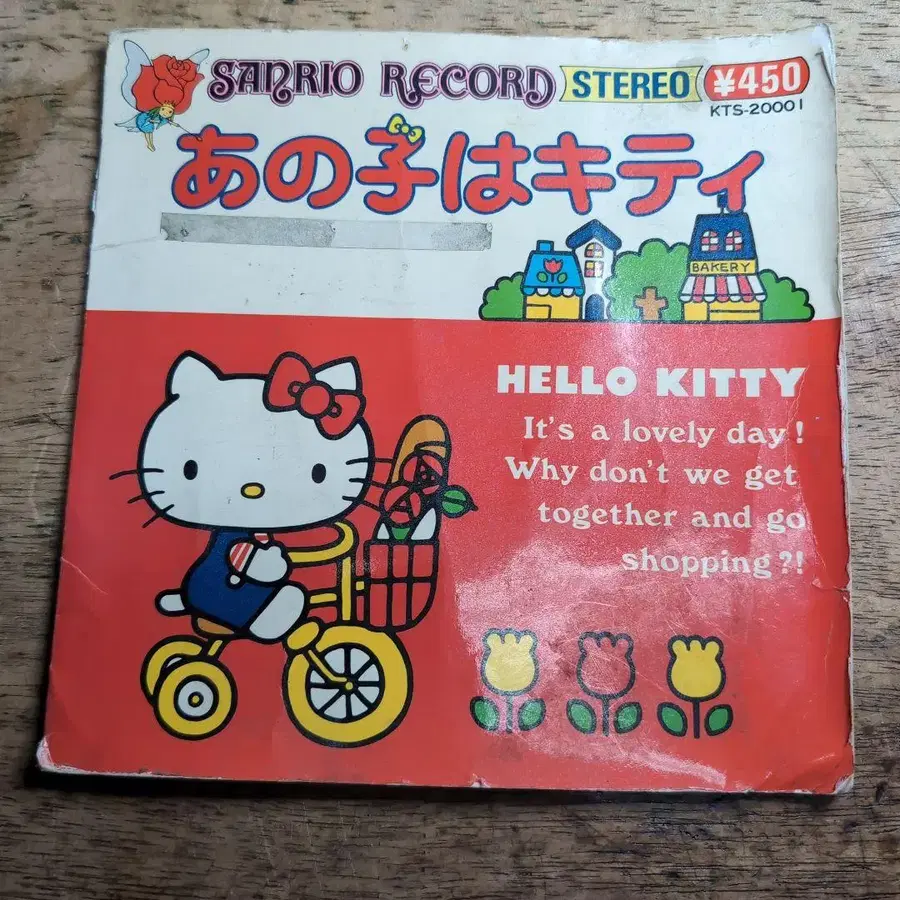 SANRIO RECORD STEREO ¥450
KTS-20001
あの子はキティ
BAKERY
HELLO KITTY
It's a lovely day!
Why don't we get
together and go
shopping?!